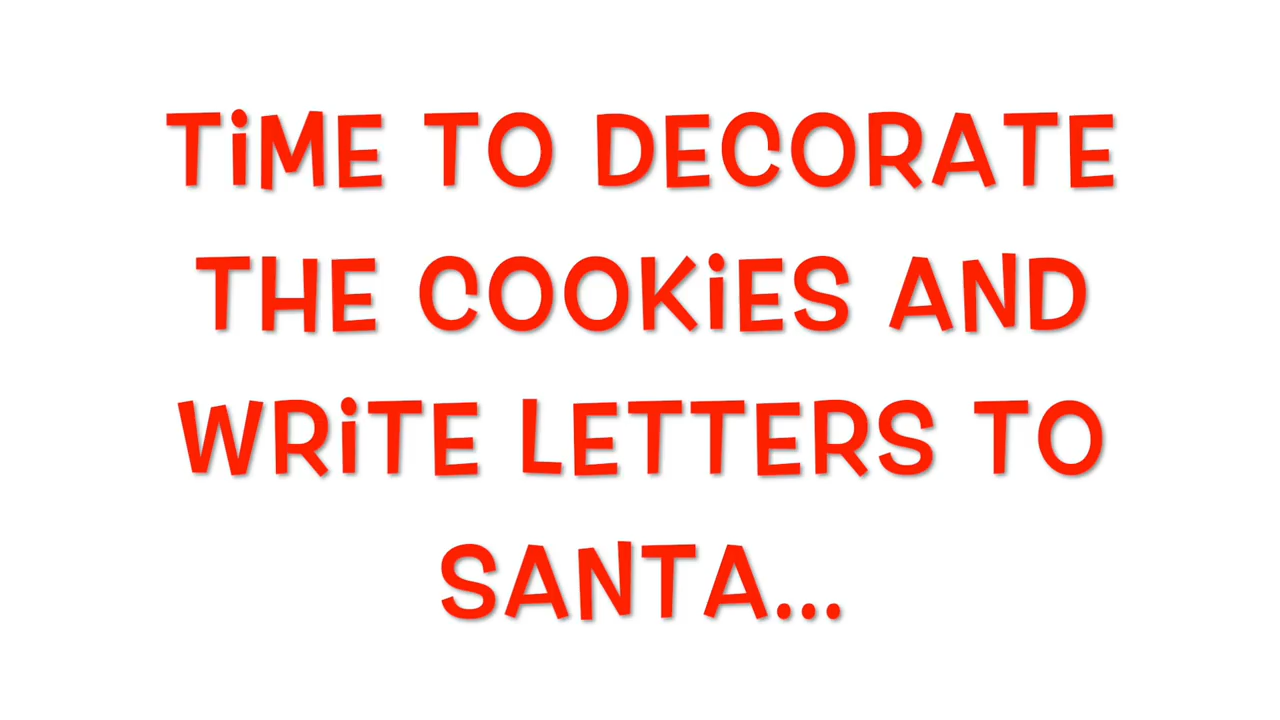 TiME TO DECORATE
THE COOKiES AND
WRiTE LETTERS TO
SANTA...